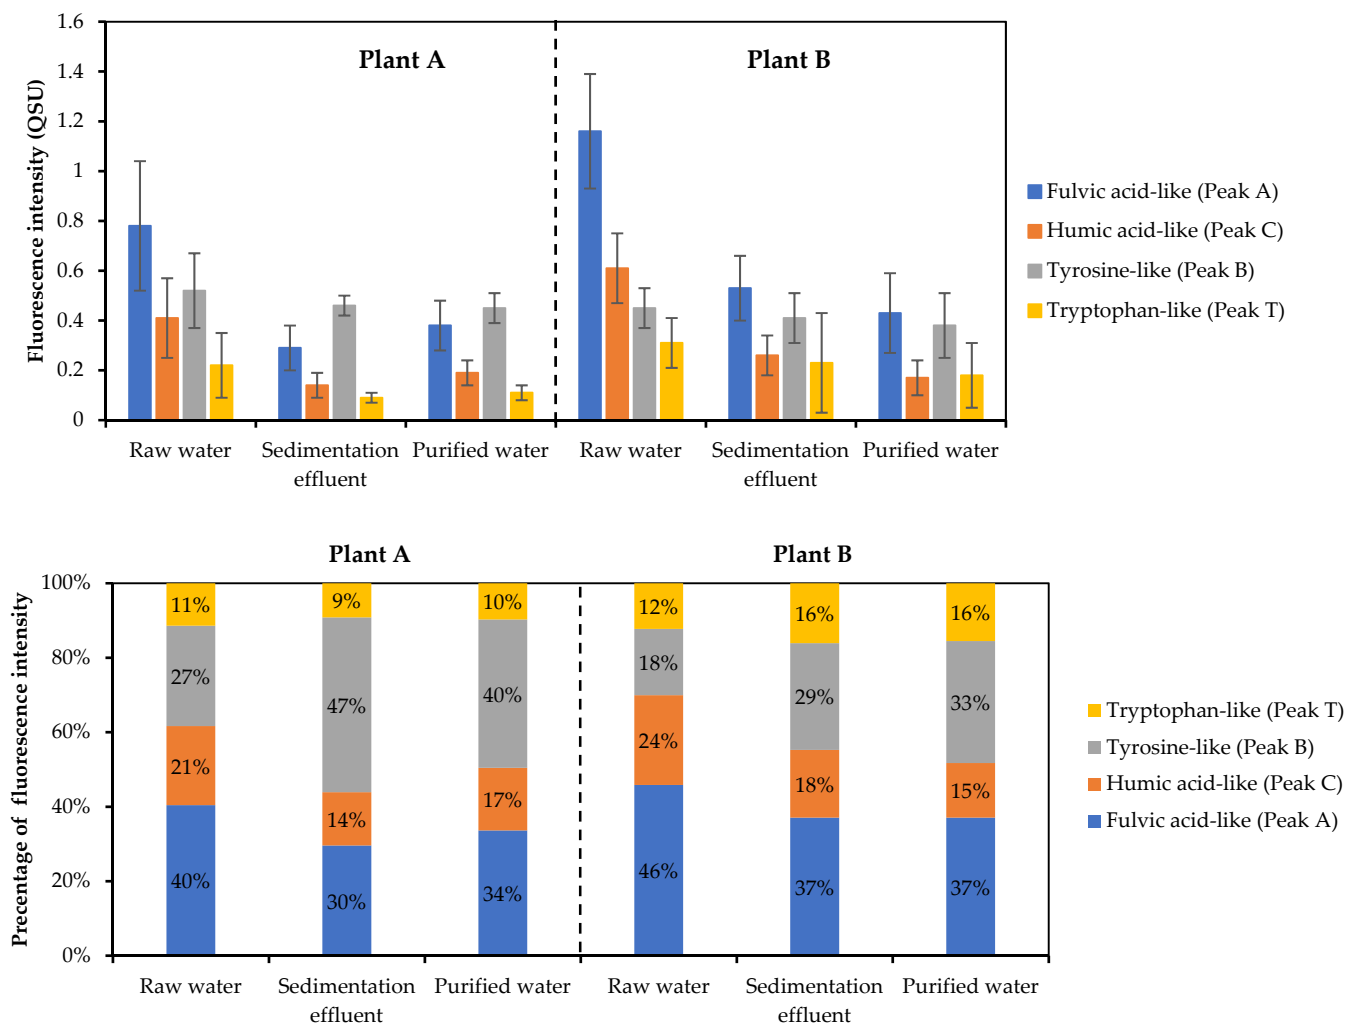 Fluorescence intensity (QSU)
1.6
1.4
1.2
1
0.8
0.6
0.4
0.2
0
Plant A
Plant B
Raw water
Sedimentation
effluent
Purified water
Raw water
Sedimentation
effluent
Purified water
Fulvic acid-like (Peak A)
Humic acid-like (Peak C)
Tyrosine-like (Peak B)
Tryptophan-like (Peak T)
Precentage of fluorescence intensity
Plant A
Plant B
100%
80%
60%
40%
20%
0%
11%
27%
21%
40%
9%
47%
14%
30%
10%
40%
17%
34%
12%
18%
24%
46%
16%
29%
18%
37%
16%
33%
15%
37%
Raw water
Sedimentation
effluent
Purified water
Raw water
Sedimentation
effluent
Purified water
Tryptophan-like (Peak T)
Tyrosine-like (Peak B)
Humic acid-like (Peak C)
Fulvic acid-like (Peak A)